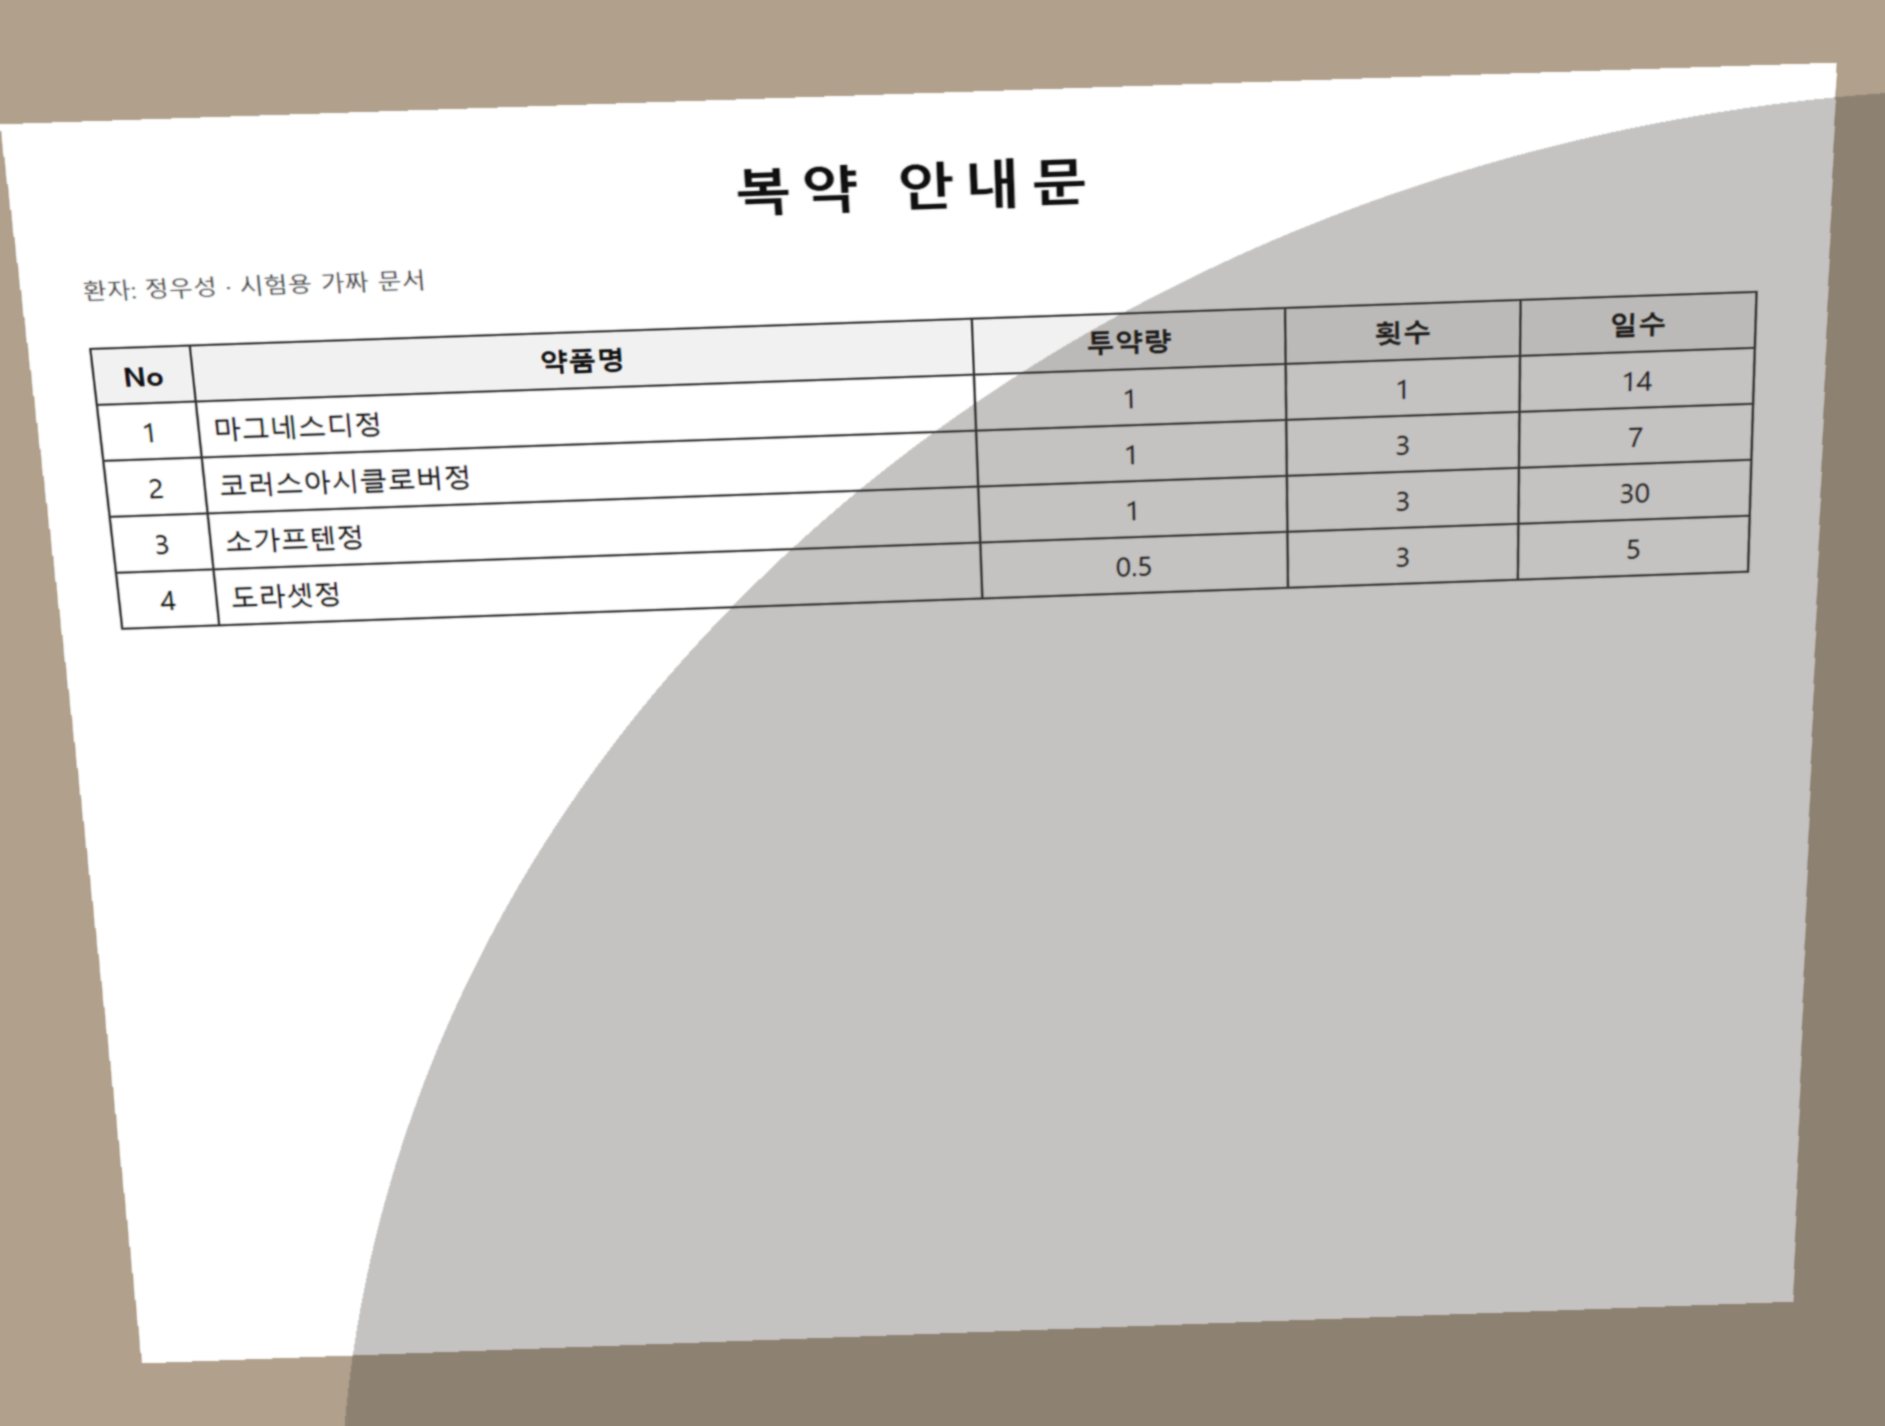 복약 안내문
환자: 정우성 · 시험용 가짜 문서
No 약품명 투약량 횟수 일수
1 마그네스디정 1 1 14
2 코러스아시클로버정 1 3 7
3 소가프텐정 1 3 30
4 도라셋정 0.5 3 5